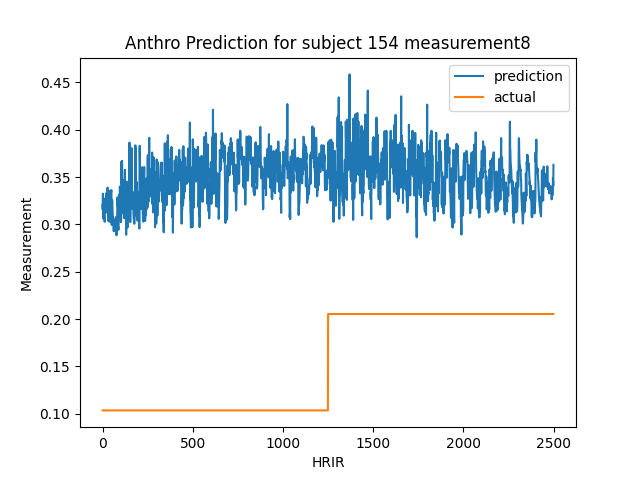 Anthro Prediction for subject 154 measurement8
prediction
actual
Measurement
0.45
0.40
0.35
0.30
0.25
0.20
0.15
0.10
0 500 1000 1500 2000 2500
HRIR